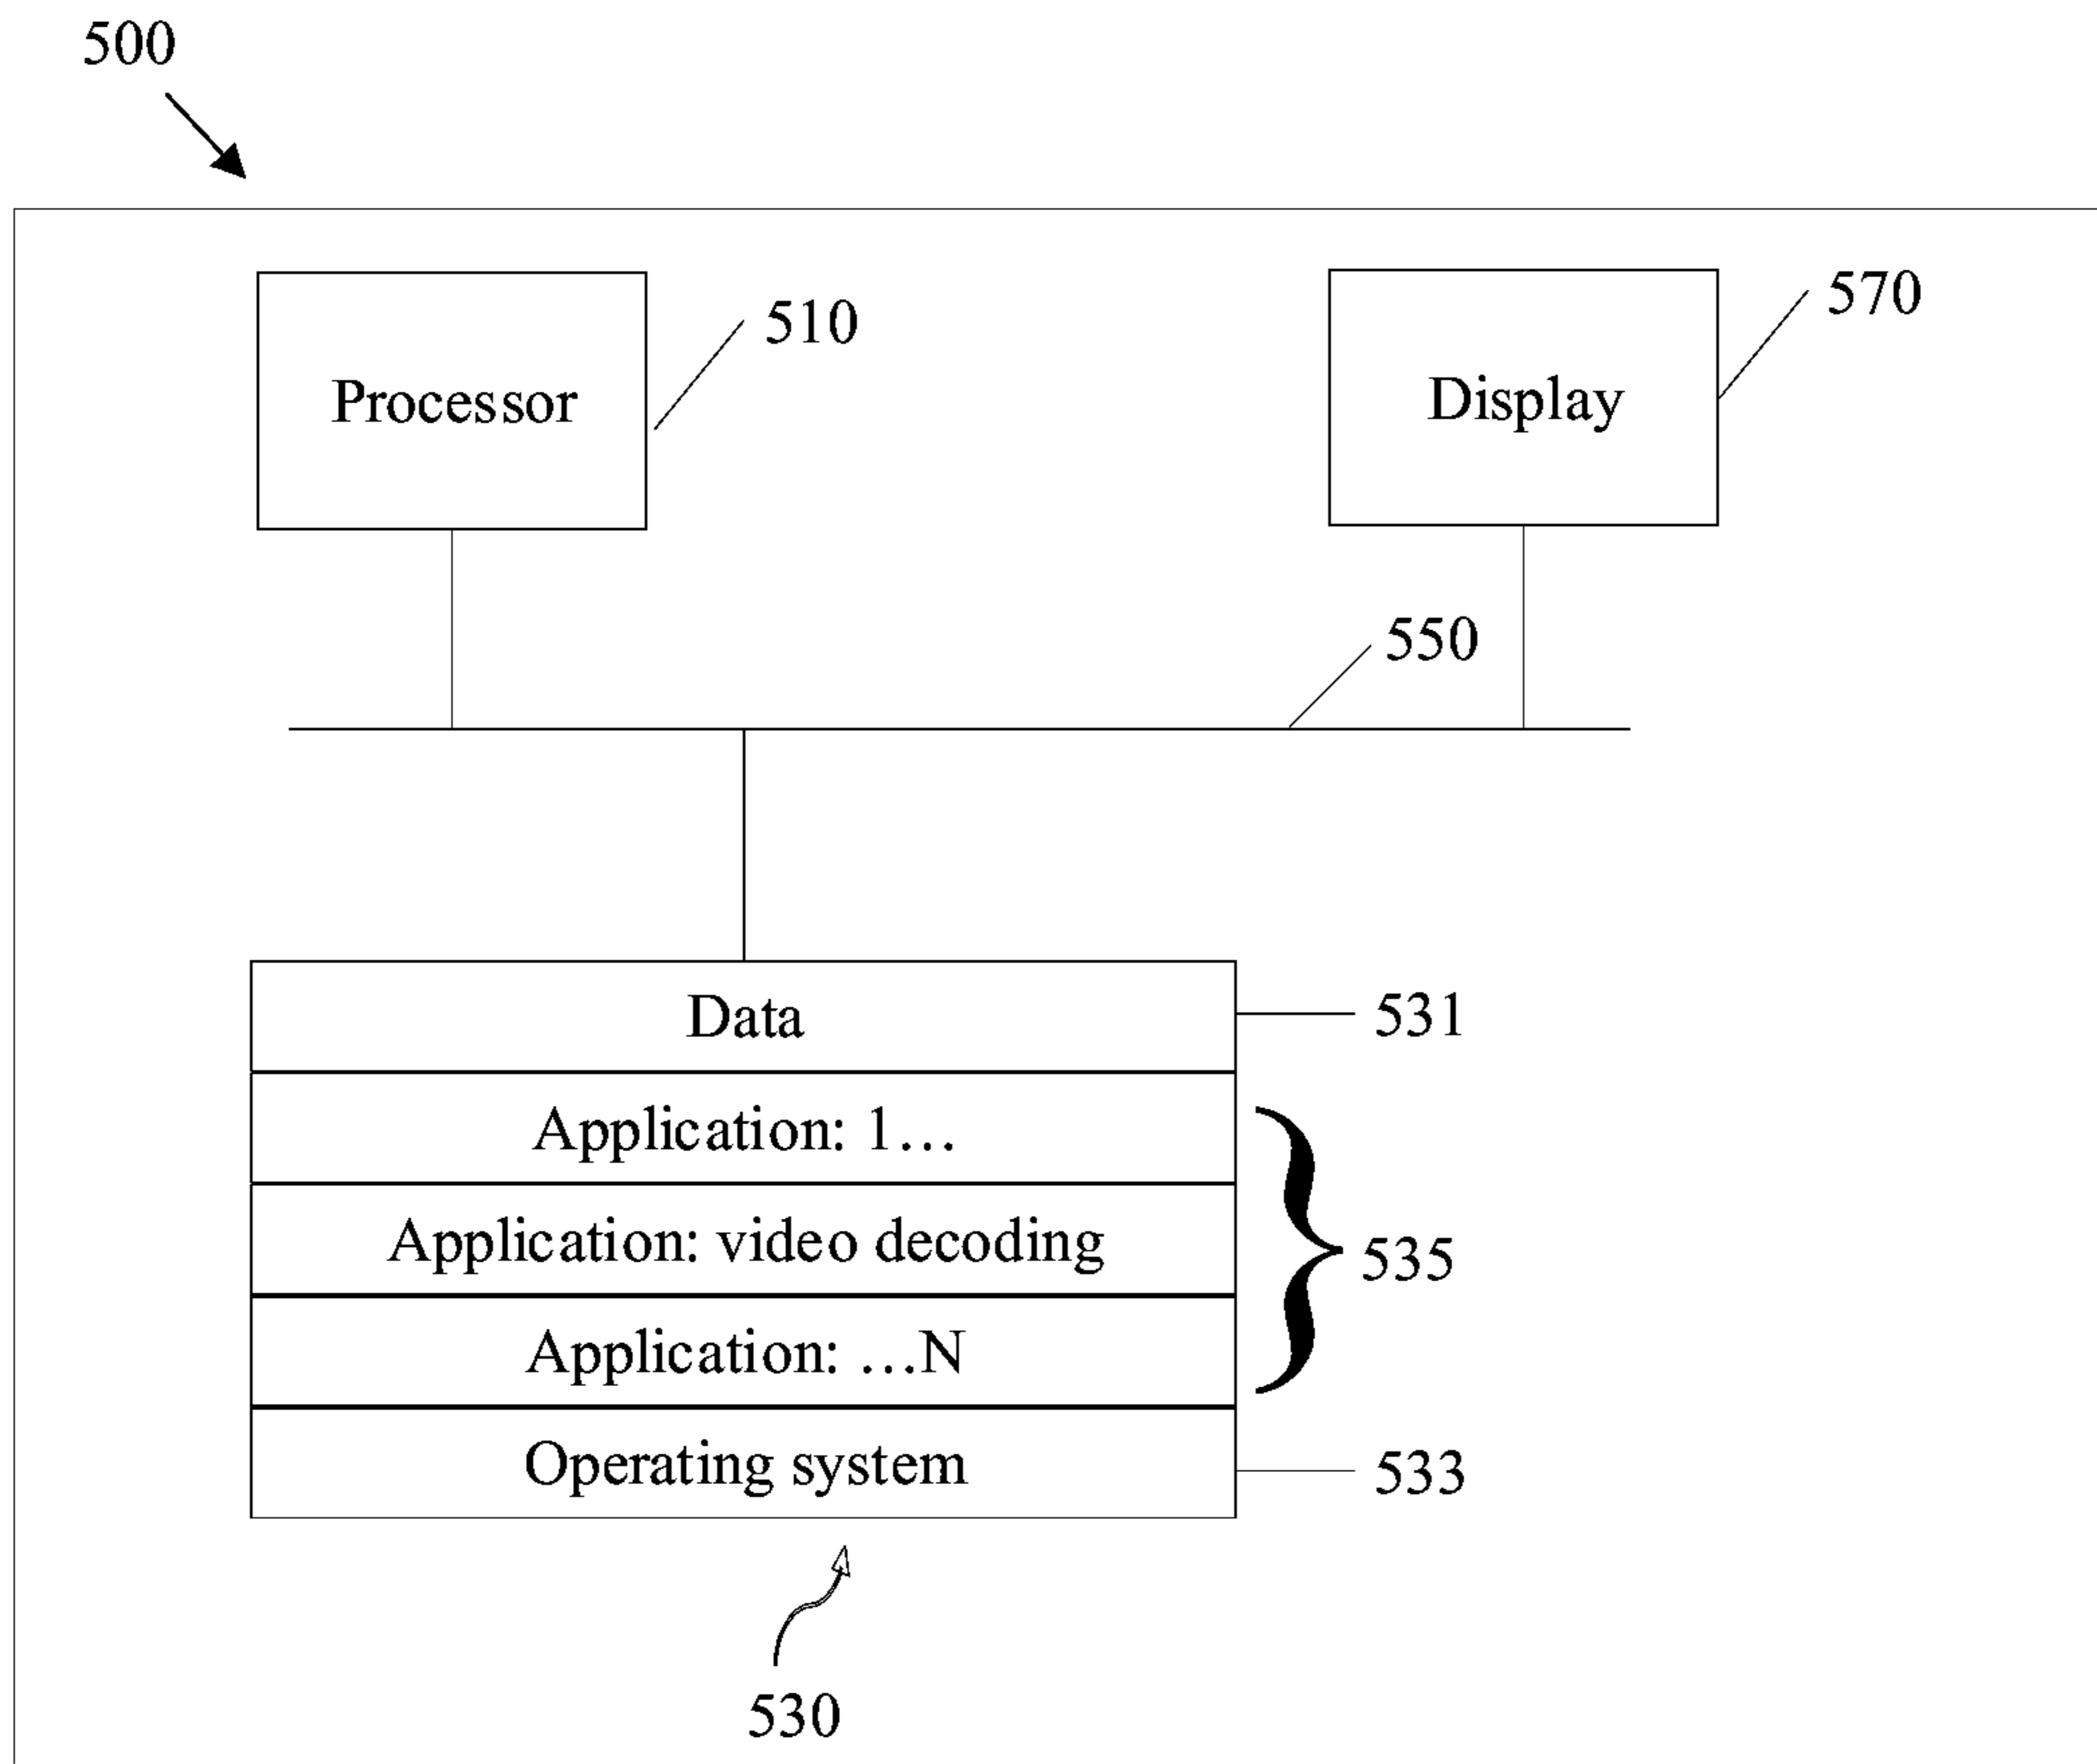 500
Processor
510
Display
570
550
Data
531
Application: 1...
Application: video decoding
535
Application: ...N
Operating system
533
530